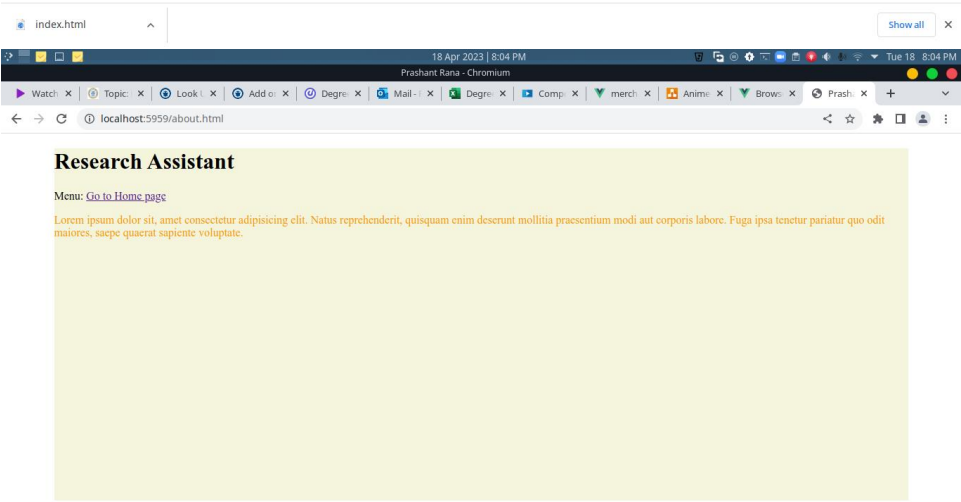 index.html
Show all
18 Apr 2023 | 8:04 PM
Tue 18 8:04 PM
Prashant Rana - Chromium
Watch Topic: Look Add o Degre Mail - Degre Comp merch Anime Brows Prash
localhost:5959/about.html
Research Assistant
Menu: Go to Home page
Lorem ipsum dolor sit, amet consectetur adipisicing elit. Natus reprehenderit, quisquam enim deserunt mollitia praesentium modi aut corporis labore. Fuga ipsa tenetur pariatur quo odit
maiores, saepe quaerat sapiente voluptate.